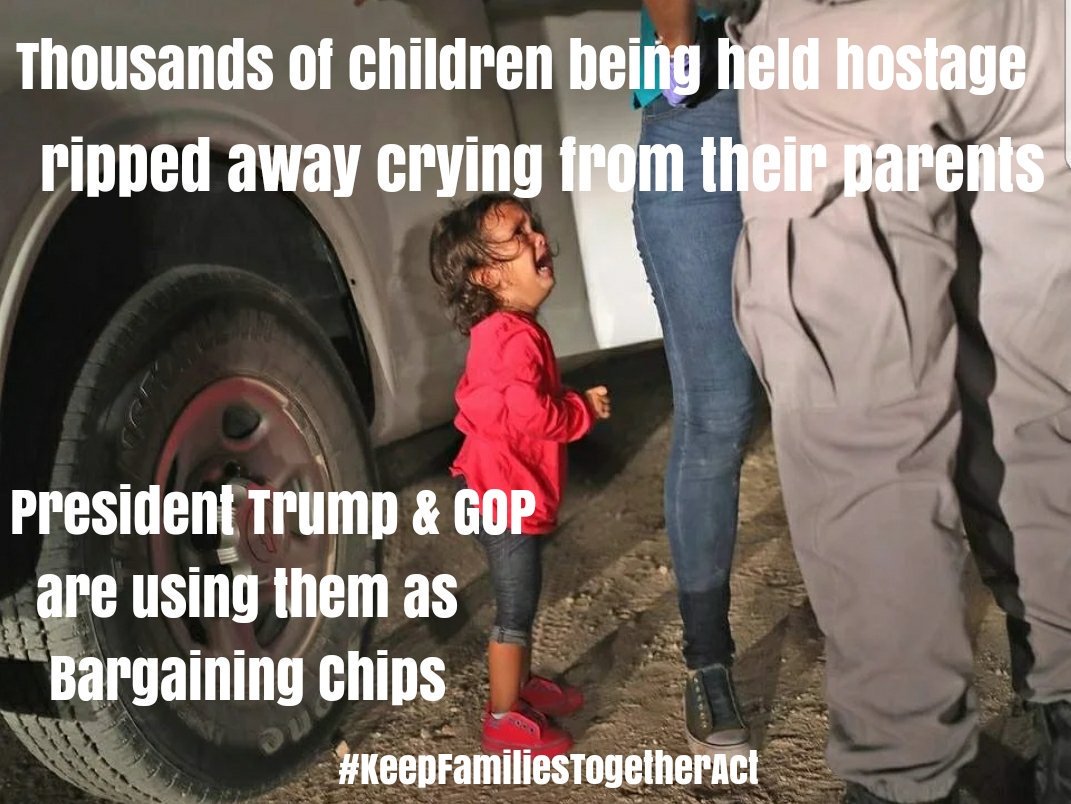 Thousands of children being held hostage
ripped away crying from their parents
President Trump & GOP
are using them as
Bargaining Chips
#KeepFamiliesTogetherAct